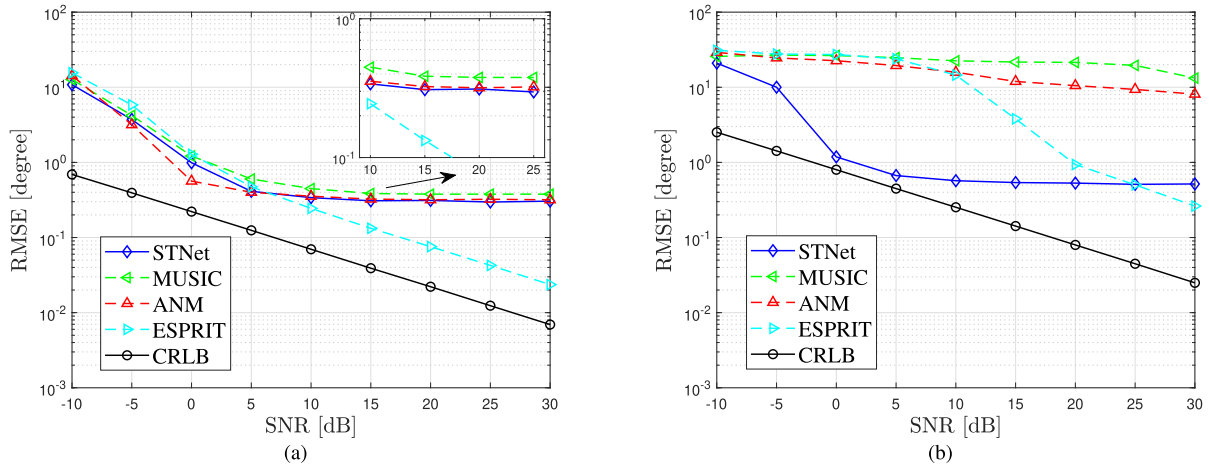 10^2
10^1
10^0
10^-1
10^-2
10^-3
RMSE [degree]
-10 -5 0 5 10 15 20 25 30
SNR [dB]
10^0
10^-1
10 15 20 25
STNet
MUSIC
ANM
ESPRIT
CRLB
(a)
10^2
10^1
10^0
10^-1
10^-2
10^-3
RMSE [degree]
-10 -5 0 5 10 15 20 25 30
SNR [dB]
STNet
MUSIC
ANM
ESPRIT
CRLB
(b)